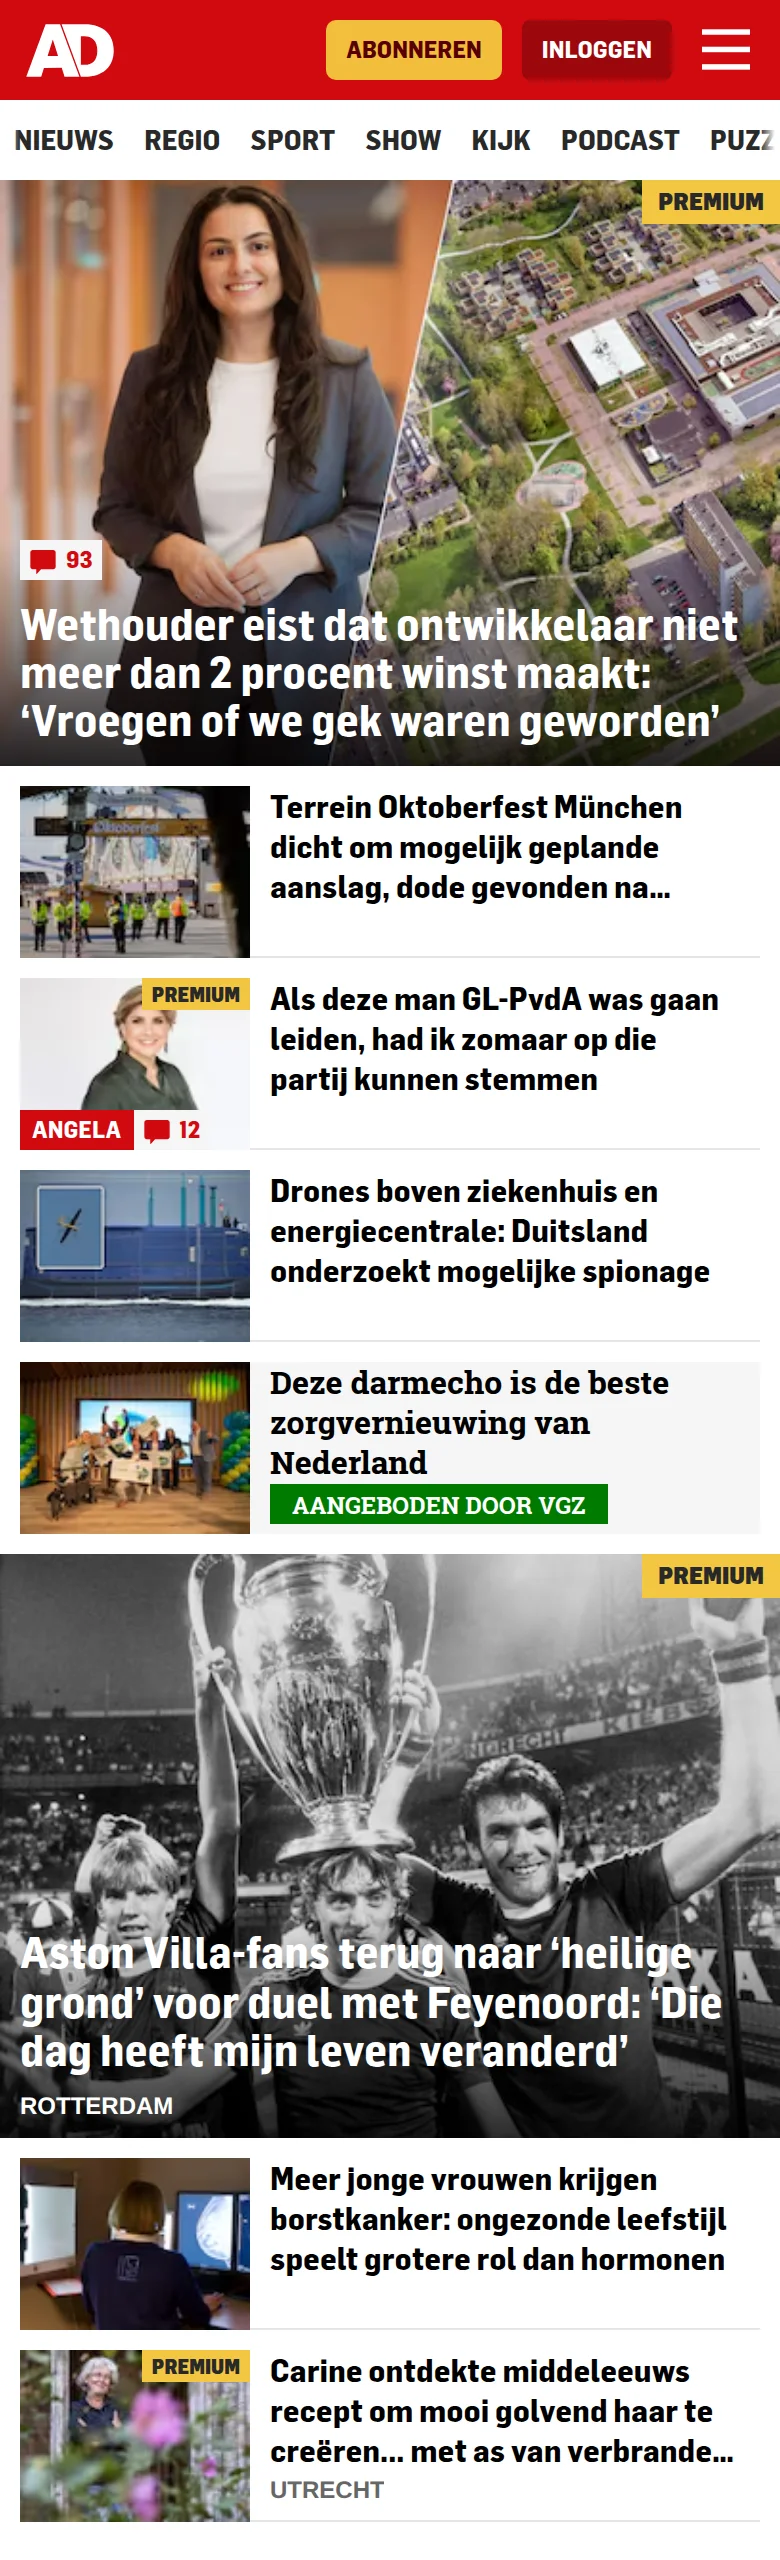 AD
ABONNEREN
INLOGGEN
NIEUWS REGIO SPORT SHOW KIJK PODCAST PUZZ
PREMIUM
93
Wethouder eist dat ontwikkelaar niet
meer dan 2 procent winst maakt:
‘Vroegen of we gek waren geworden’
Oktoberfest
Terrein Oktoberfest München
dicht om mogelijk geplande
aanslag, dode gevonden na...
PREMIUM
ANGELA
12
Als deze man GL-PvdA was gaan
leiden, had ik zomaar op die
partij kunnen stemmen
Drones boven ziekenhuis en
energiecentrale: Duitsland
onderzoekt mogelijke spionage
Deze darmecho is de beste
zorgvernieuwing van
Nederland
AANGEBODEN DOOR VGZ
PREMIUM
Aston Villa-fans terug naar ‘heilige
grond’ voor duel met Feyenoord: ‘Die
dag heeft mijn leven veranderd’
ROTTERDAM
Meer jonge vrouwen krijgen
borstkanker: ongezonde leefstijl
speelt grotere rol dan hormonen
PREMIUM
Carine ontdekte middeleeuws
recept om mooi golvend haar te
creëren... met as van verbrande...
UTRECHT